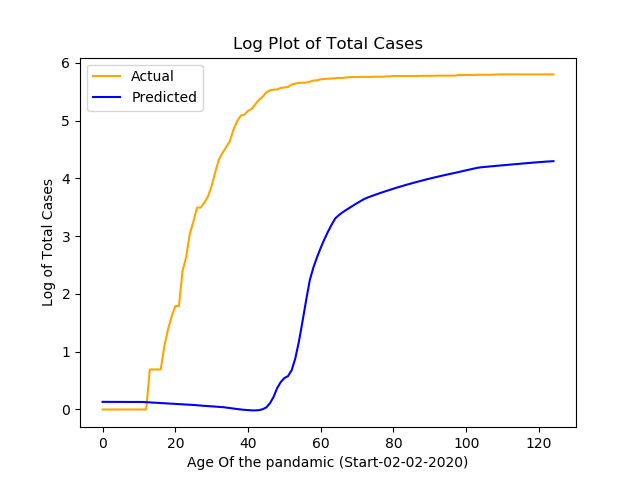 Log Plot of Total Cases
Actual
Predicted
Log of Total Cases
6
5
4
3
2
1
0
0 20 40 60 80 100 120
Age Of the pandamic (Start-02-02-2020)